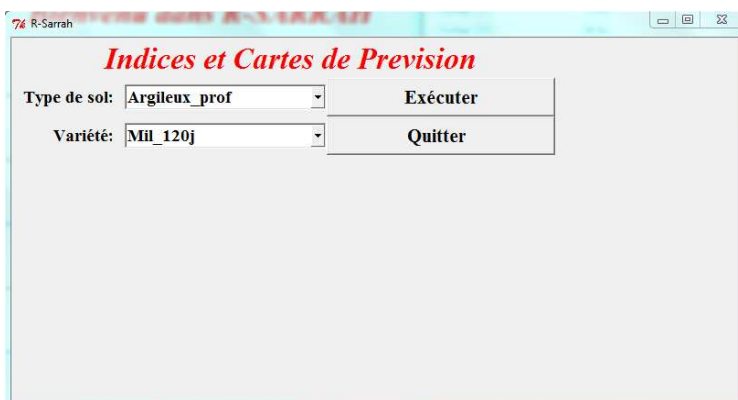 R-Sarrah
Indices et Cartes de Prevision
Type de sol: Argileux_prof Exécuter
Variété: Mil_120j Quitter